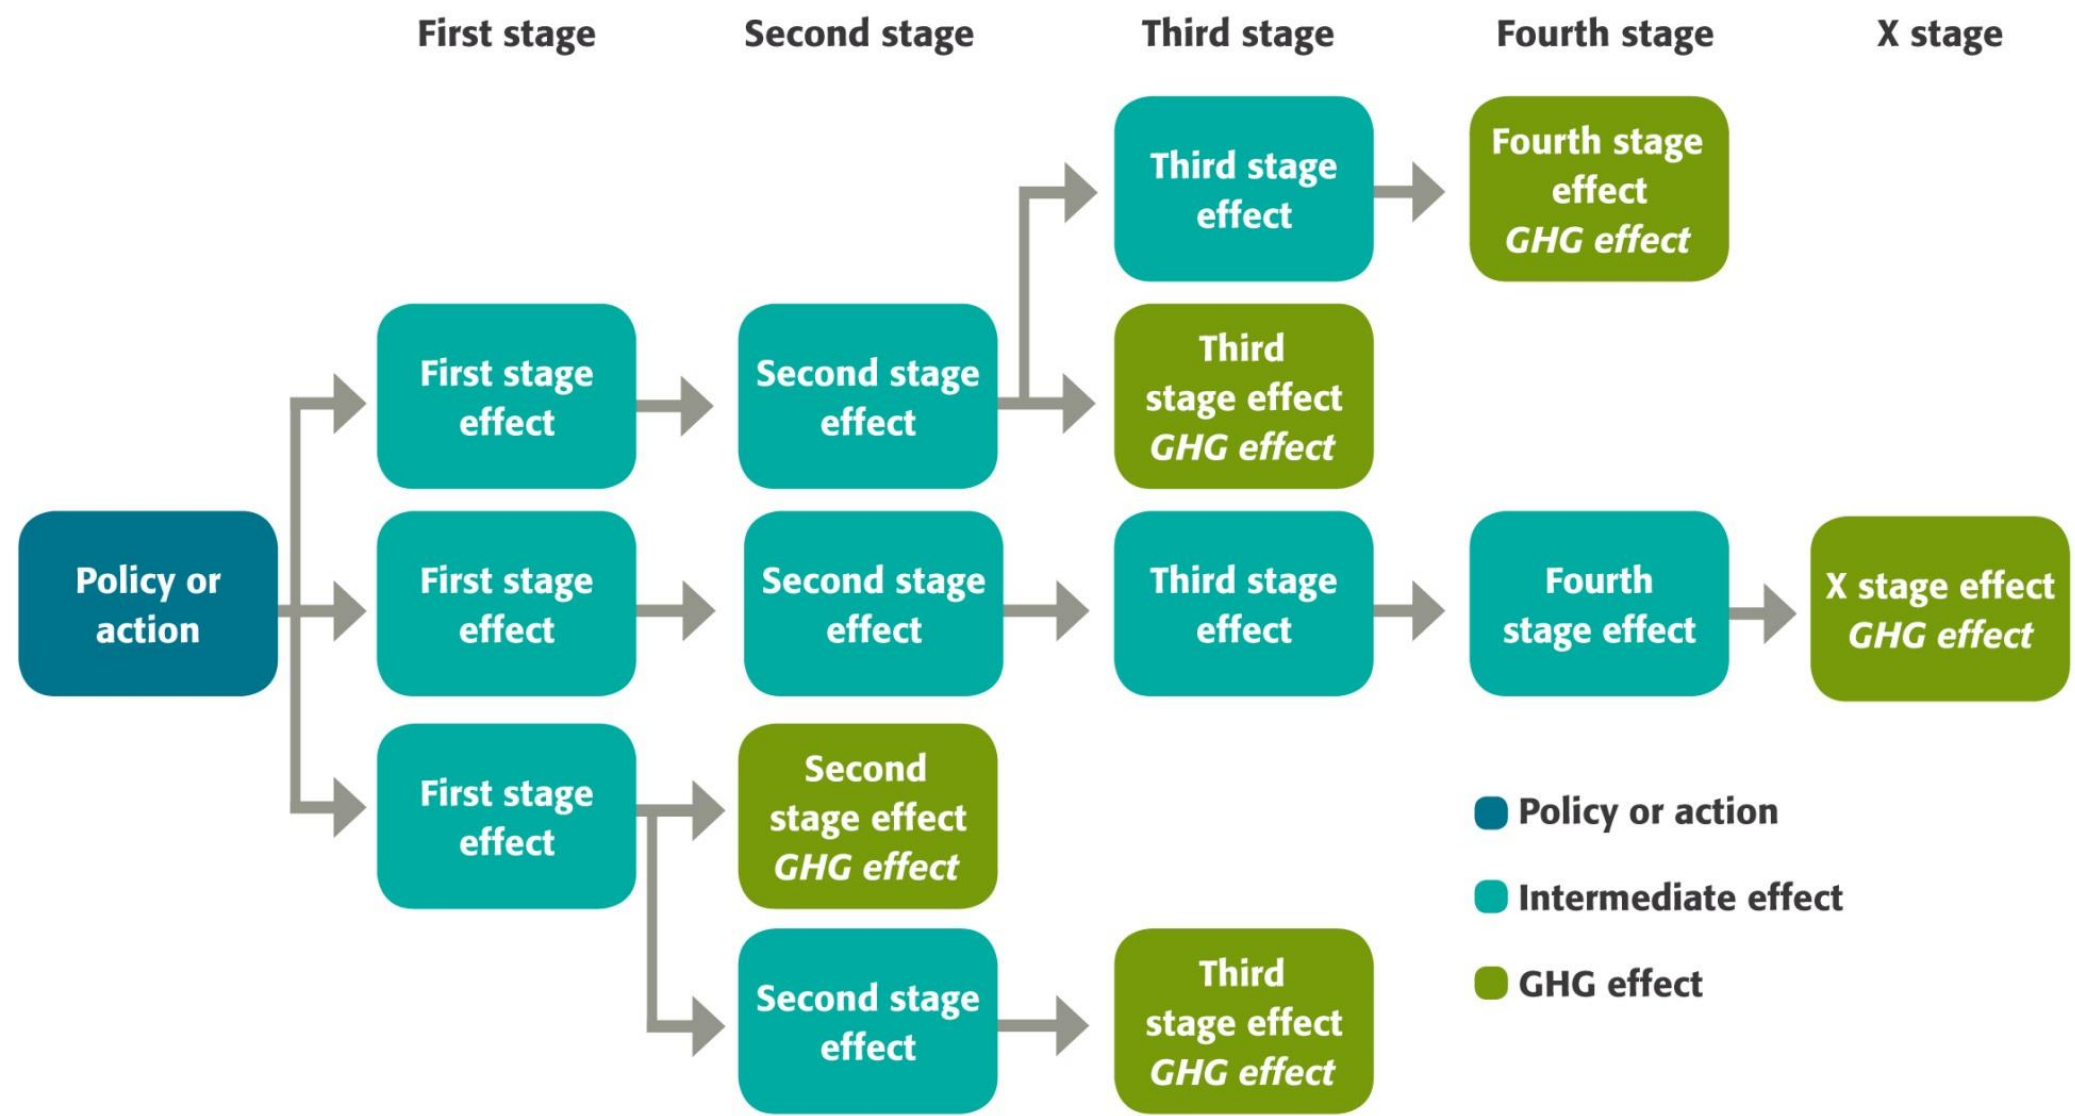 First stage
Second stage
Third stage
Fourth stage
X stage
Third stage
effect
Fourth stage
effect
GHG effect
First stage
effect
Second stage
effect
Third
stage effect
GHG effect
Policy or
action
First stage
effect
Second stage
effect
Third stage
effect
Fourth
stage effect
X stage effect
GHG effect
First stage
effect
Second
stage effect
GHG effect
Second stage
effect
Third
stage effect
GHG effect
Policy or action
Intermediate effect
GHG effect